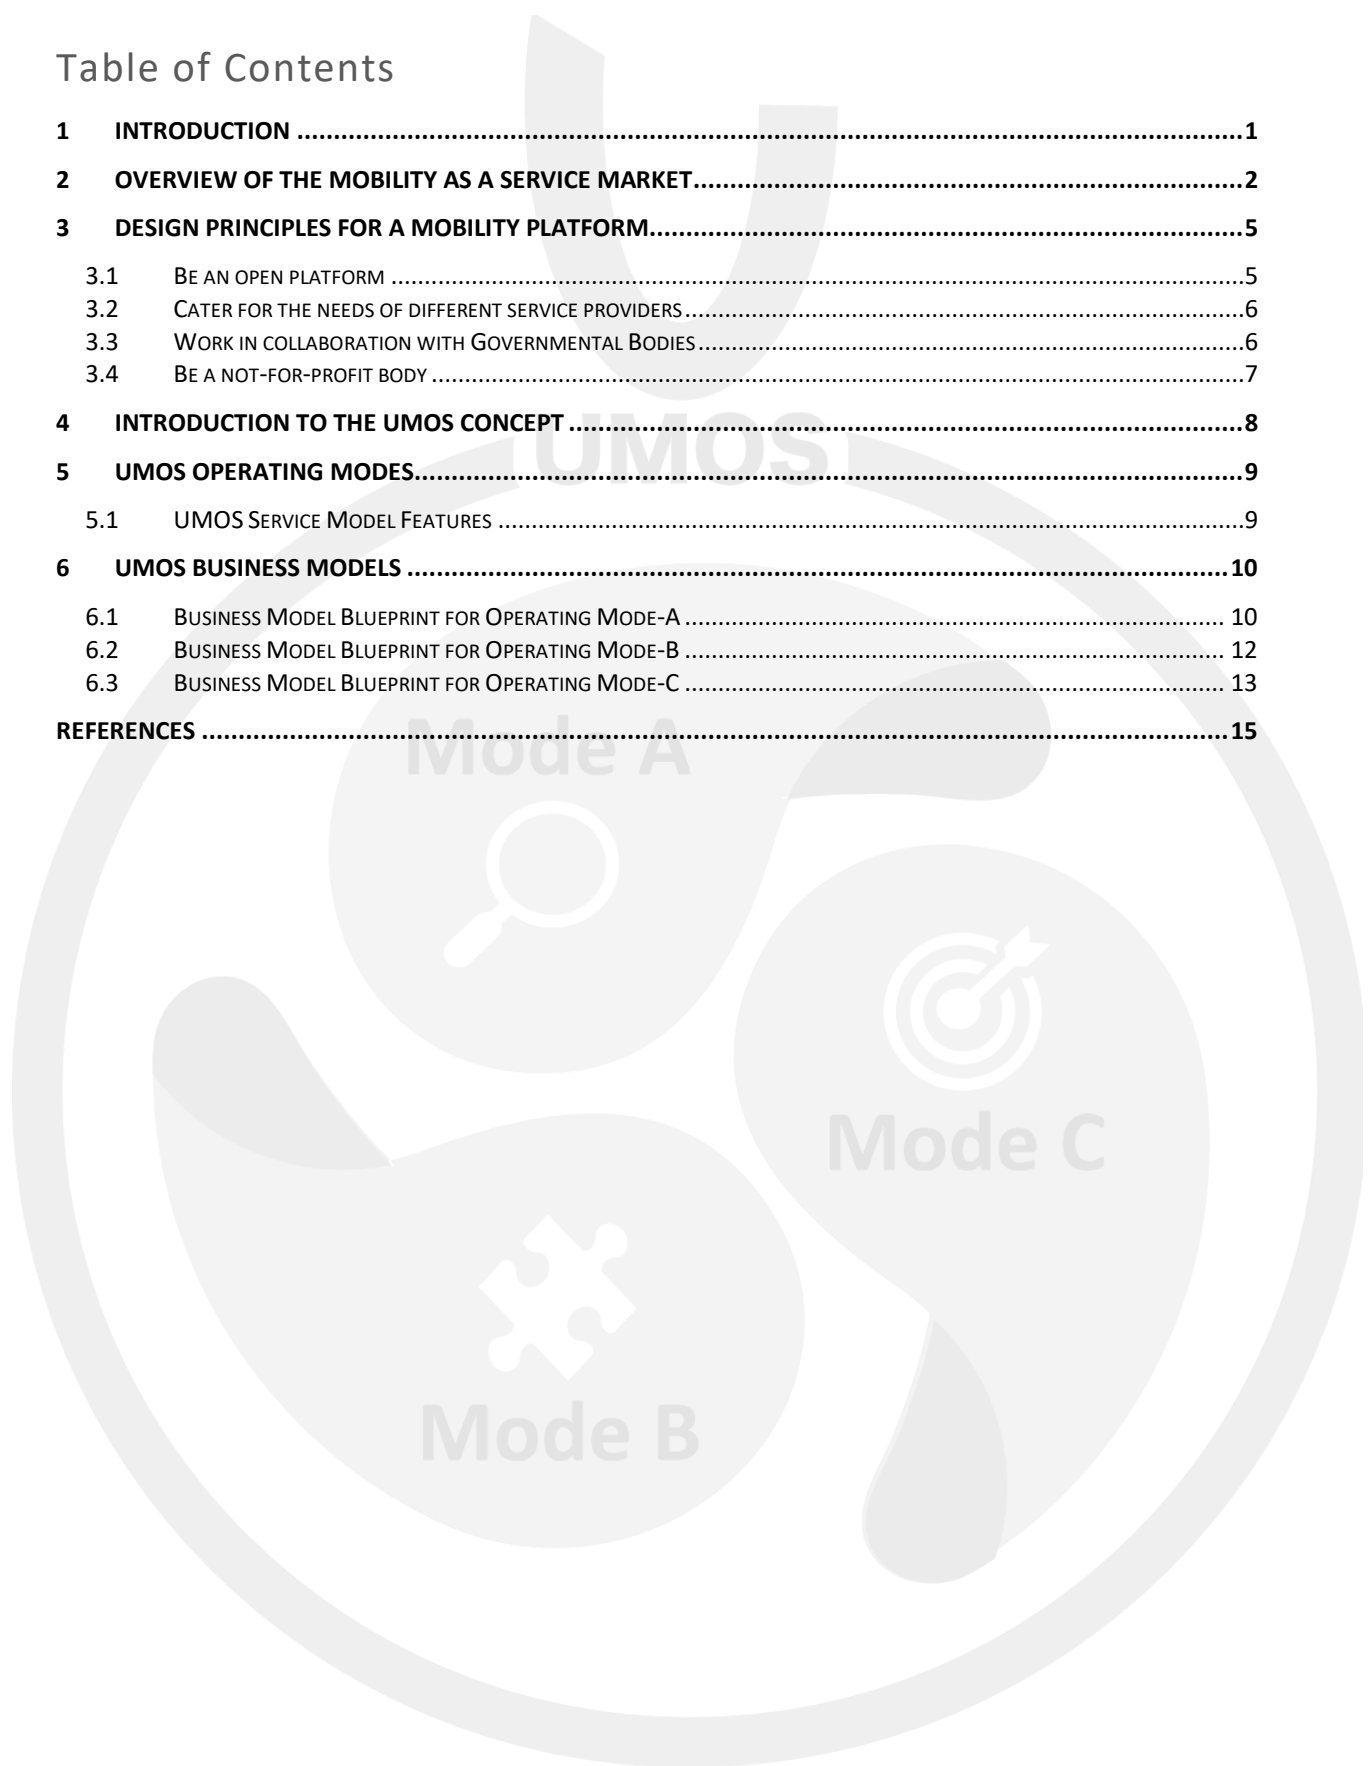 Table of Contents
1 INTRODUCTION ........................................ 1
2 OVERVIEW OF THE MOBILITY AS A SERVICE MARKET ........................................ 2
3 DESIGN PRINCIPLES FOR A MOBILITY PLATFORM ........................................ 5
3.1 BE AN OPEN PLATFORM ........................................ 5
3.2 CATER FOR THE NEEDS OF DIFFERENT SERVICE PROVIDERS ........................................ 6
3.3 WORK IN COLLABORATION WITH GOVERNMENTAL BODIES ........................................ 6
3.4 BE A NOT-FOR-PROFIT BODY ........................................ 7
4 INTRODUCTION TO THE UMOS CONCEPT ........................................ 8
UMOS
5 UMOS OPERATING MODES ........................................ 9
5.1 UMOS SERVICE MODEL FEATURES ........................................ 9
6 UMOS BUSINESS MODELS ........................................ 10
6.1 BUSINESS MODEL BLUEPRINT FOR OPERATING MODE-A ........................................ 10
6.2 BUSINESS MODEL BLUEPRINT FOR OPERATING MODE-B ........................................ 12
6.3 BUSINESS MODEL BLUEPRINT FOR OPERATING MODE-C ........................................ 13
REFERENCES ........................................ 15
Mode A
Mode C
Mode B